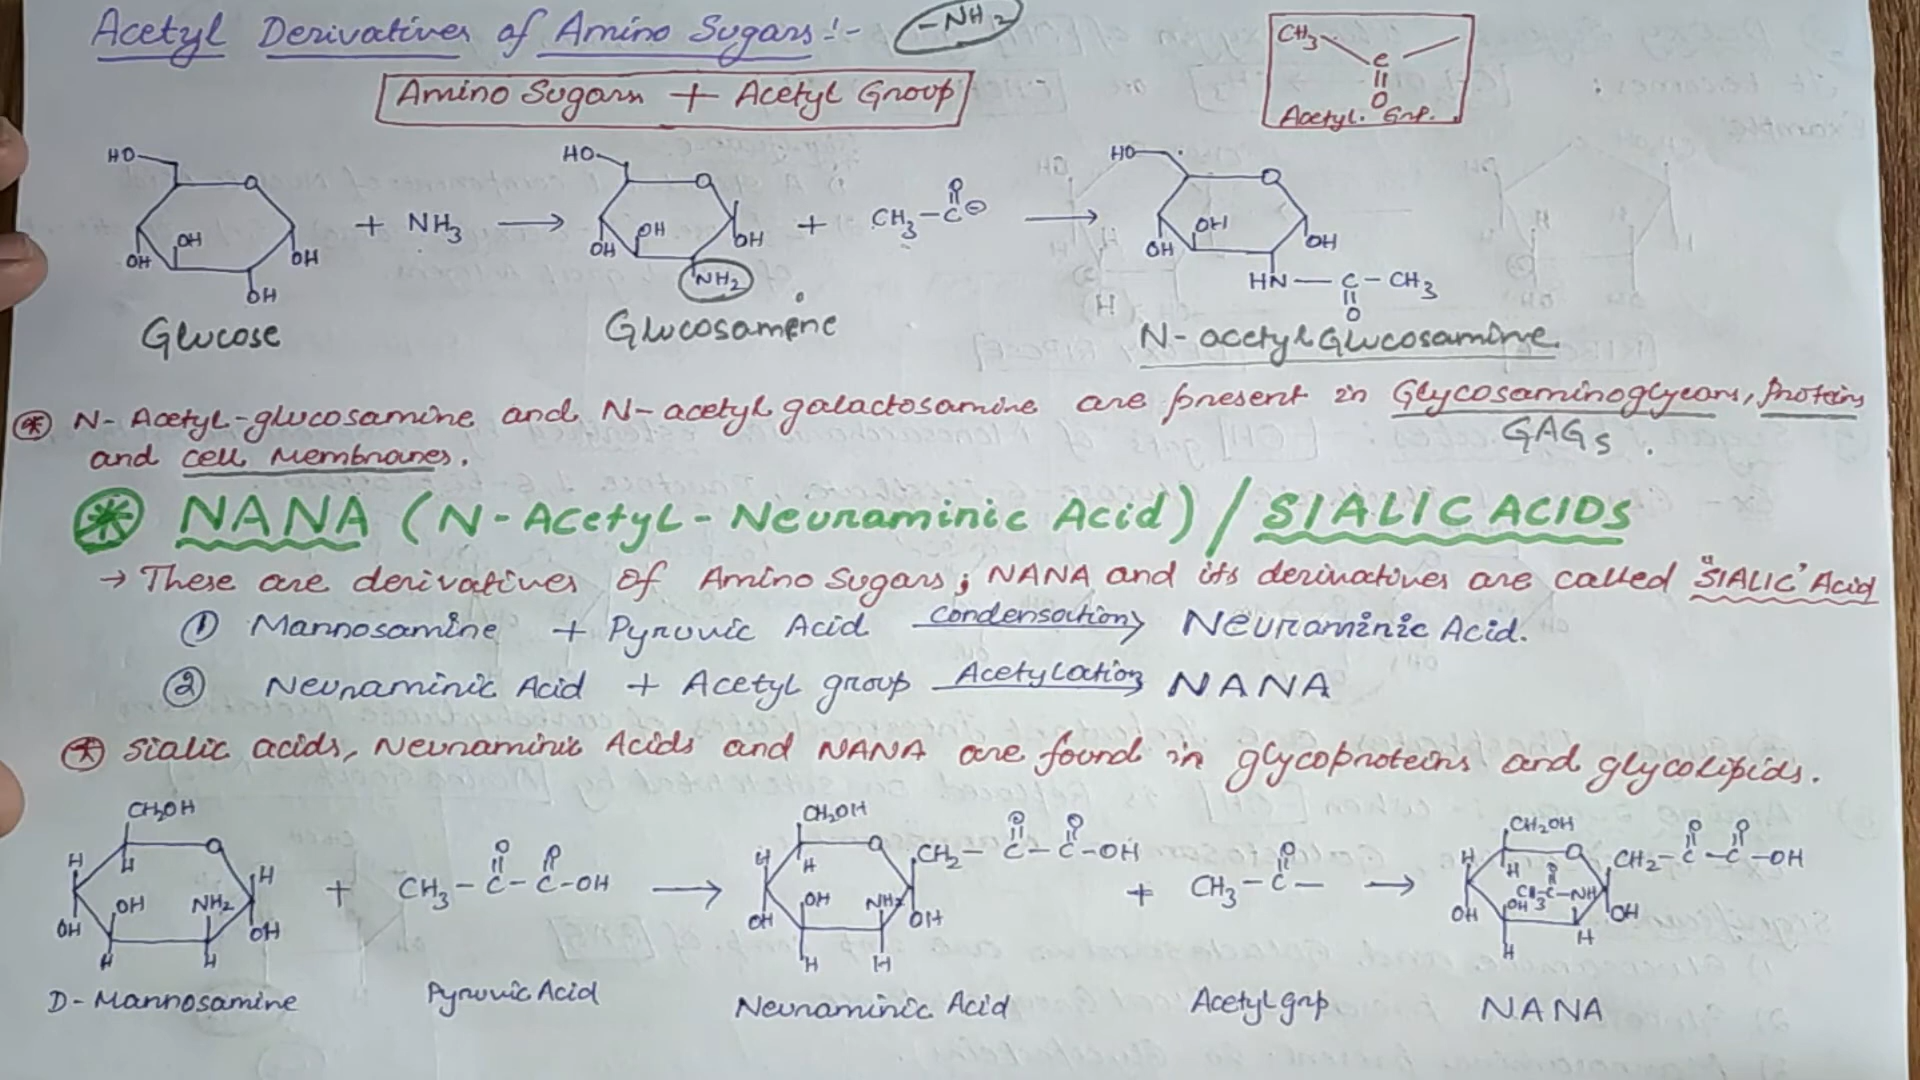 Acetyl Derivatives of Amino Sugars:- -NH2
Amino Sugars + Acetyl Group
CH3 C
O
Acetyl. Grp.
HO O OH OH OH OH
+ NH3 →
HO O OH OH OH NH2
+ CH3-C⊖ O →
HO O OH OH OH HN-C-CH3
O
Glucose
Glucosamine
N-acetylGlucosamine.
N-Acetyl-glucosamine and N-acetyl galactosamine are present in Glycosaminoglycans, Proteins
GAGs.
and cell Membranes.
NANA (N-Acetyl-Neuraminic Acid) / SIALIC ACIDS
→ These are derivatives of Amino Sugars; NANA and its derivatives are called "SIALIC" Acid
① Mannosamine + Pyruvic Acid condensation Neuraminic Acid.
② Neuraminic Acid + Acetyl group Acetylation NANA
Sialic acids, Neuraminic Acids and NANA are found in glycoproteins and glycolipids.
CH2OH O H H H OH OH NH2 OH H H
+ CH3-C-C-OH O O →
CH2OH O CH2-C-C-OH O O H H OH OH NH2 OH H H
+ CH3-C- O →
CH2OH O CH2-C-C-OH O O H H OH OH CH3-C-NH O OH H H
D-Mannosamine
Pyruvic Acid
Neuraminic Acid
Acetyl grp
NANA